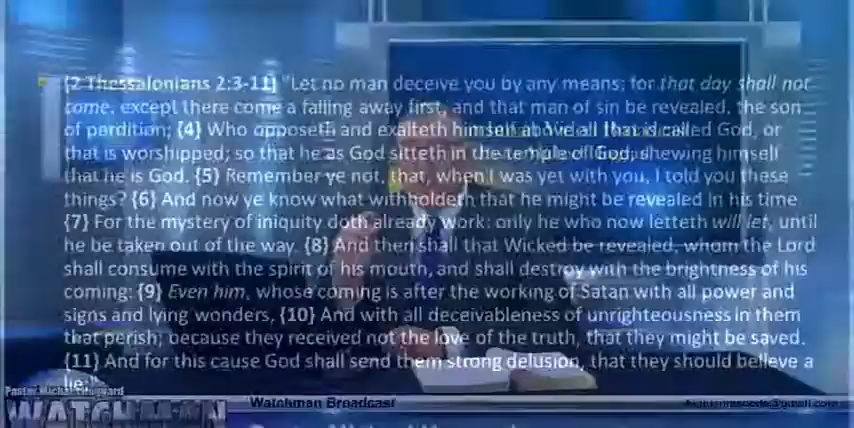 {2 Thessalonians 2:3-11} "Let no man deceive you by any means: for that day shall not
come, except there come a falling away first, and that man of sin be revealed, the son
of perdition; {4} Who opposeth and exalteth himself above all that is called God, or
that is worshipped; so that he as God sitteth in the temple of God, shewing himself
that he is God. {5} Remember ye not, that, when I was yet with you, I told you these
things? {6} And now ye know what withholdeth that he might be revealed in his time
{7} For the mystery of iniquity doth already work: only he who now letteth will let, until
he be taken out of the way. {8} And then shall that Wicked be revealed, whom the Lord
shall consume with the spirit of his mouth, and shall destroy with the brightness of his
coming: {9} Even him, whose coming is after the working of Satan with all power and
signs and lying wonders, {10} And with all deceivableness of unrighteousness in them
that perish; because they received not the love of the truth, that they might be saved.
{11} And for this cause God shall send them strong delusion, that they should believe a
lie:
WATCHMAN
Watchman Broadcast